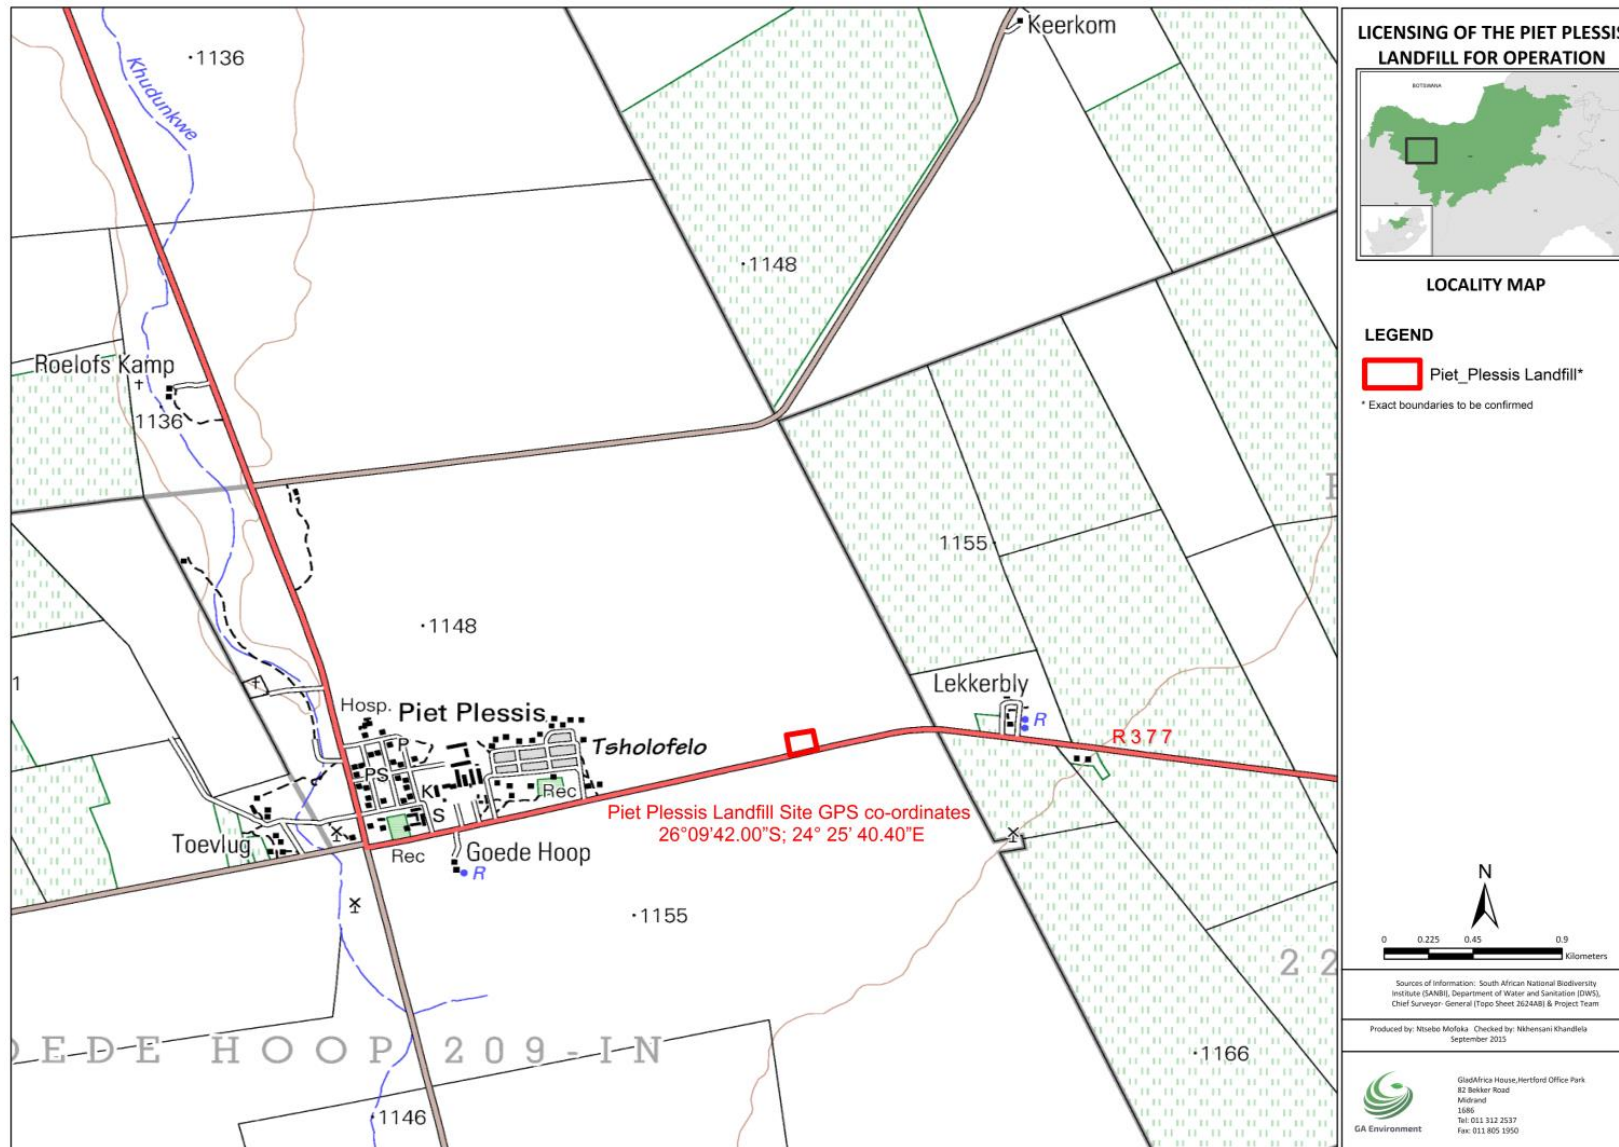 Keerkom
1136
Khudunkwe
1148
Roelofs Kamp
1136
1155
1148
1
Hosp.
Piet Plessis
P
Tsholofelo
PS
K
S
Rec
Rec
Lekkerbly
R
R377
Piet Plessis Landfill Site GPS co-ordinates
26°09'42.00"S; 24° 25' 40.40"E
Toevlug
Goede Hoop
R
1155
22
OEDE HOOP 209-IN
1166
1146
LICENSING OF THE PIET PLESSIS
LANDFILL FOR OPERATION
BOTSWANA
LOCALITY MAP
LEGEND
Piet_Plessis Landfill*
* Exact boundaries to be confirmed
N
0 0.225 0.45 0.9
Kilometers
Sources of Information: South African National Biodiversity
Institute (SANBI), Department of Water and Sanitation (DWS),
Chief Surveyor- General (Topo Sheet 2624AB) & Project Team
Produced by: Ntsebo Mofoka Checked by: Nkhensani Khandlela
September 2015
GA Environment
GladAfrica House,Hertford Office Park
82 Bekker Road
Midrand
1686
Tel: 011 312 2537
Fax: 011 805 1950